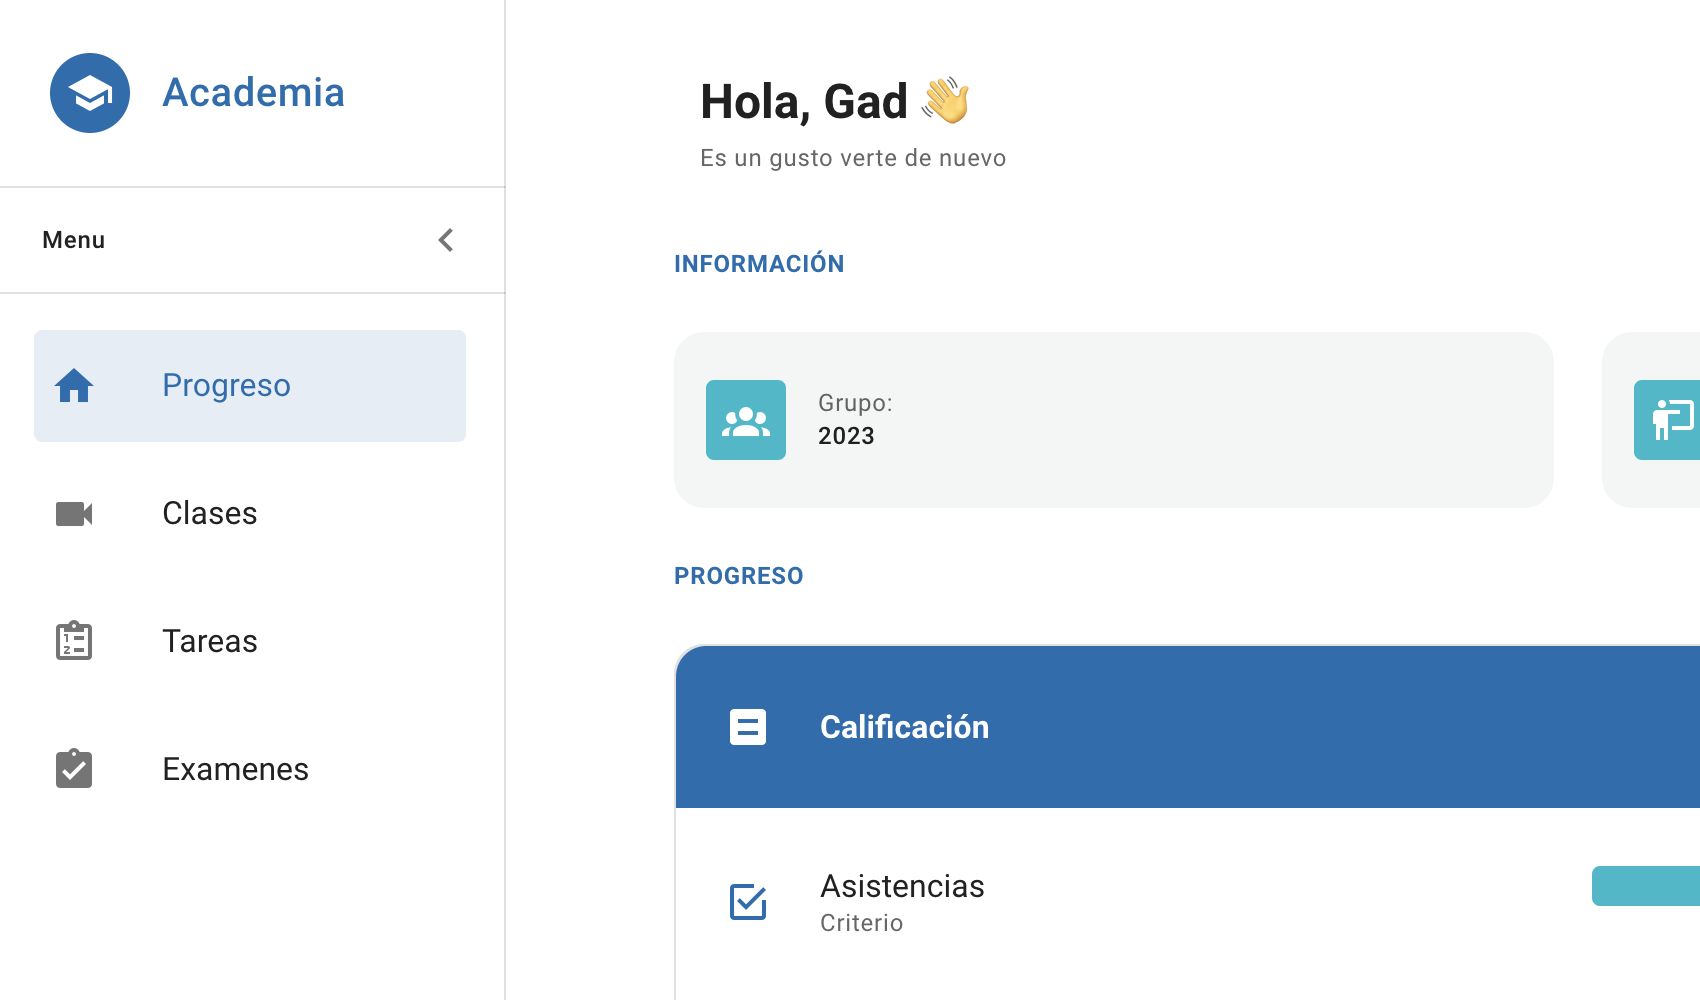 Academia
Menu
Progreso
Clases
Tareas
Examenes
Hola, Gad 👋
Es un gusto verte de nuevo
INFORMACIÓN
Grupo:
2023
PROGRESO
Calificación
Asistencias
Criterio